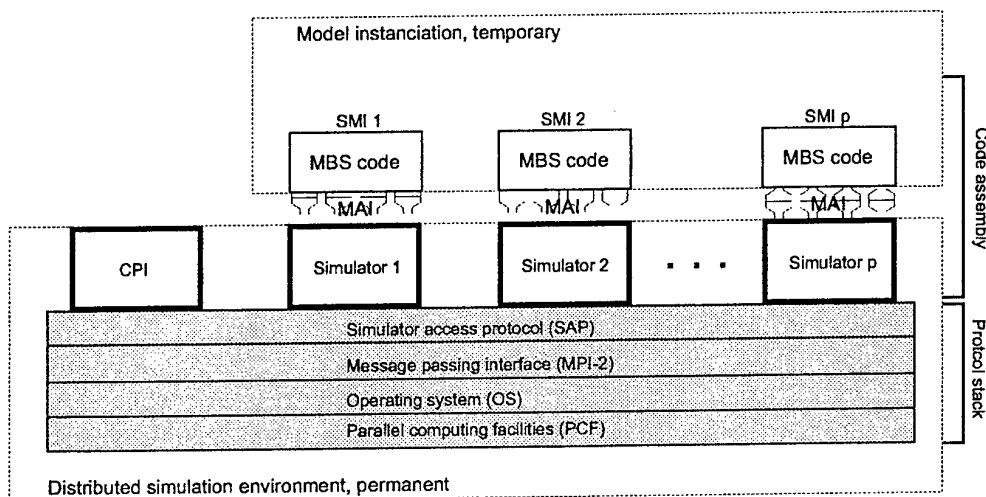 Model instanciation, temporary
SMI 1
SMI 2
SMI p
MBS code
MBS code
MBS code
MAI
MAI
MAI
CPI
Simulator 1
Simulator 2
. . .
Simulator p
Simulator access protocol (SAP)
Message passing interface (MPI-2)
Operating system (OS)
Parallel computing facilities (PCF)
Distributed simulation environment, permanent
Code assembly
Protcol stack